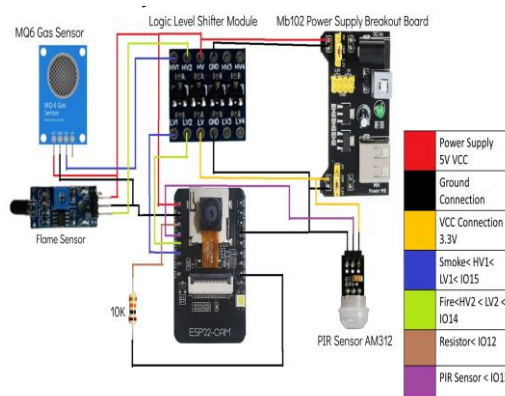 Logic Level Shifter Module
Mb102 Power Supply Breakout Board
MQ6 Gas Sensor
HV1 HV2 HV GND HV3 HV4
LV1 LV2 LV GND LV3 LV4
MQ-6 Gas
Sensor
Flame Sensor
10K
ESP32-CAM
PIR Sensor AM312
Power Supply
5V VCC
Ground
Connection
VCC Connection
3.3V
Smoke< HV1<
LV1< IO15
Fire<HV2 < LV2 <
IO14
Resistor< IO12
PIR Sensor < IO13